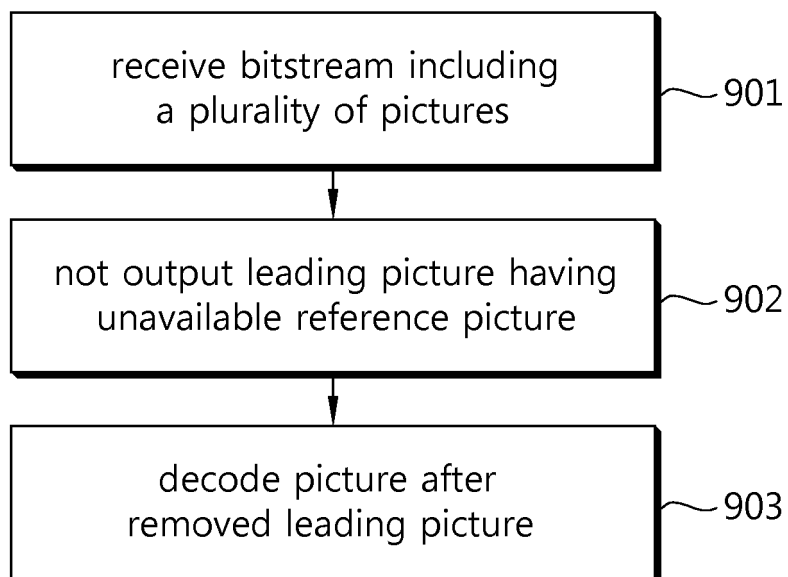 receive bitstream including
a plurality of pictures
901
not output leading picture having
unavailable reference picture
902
decode picture after
removed leading picture
903